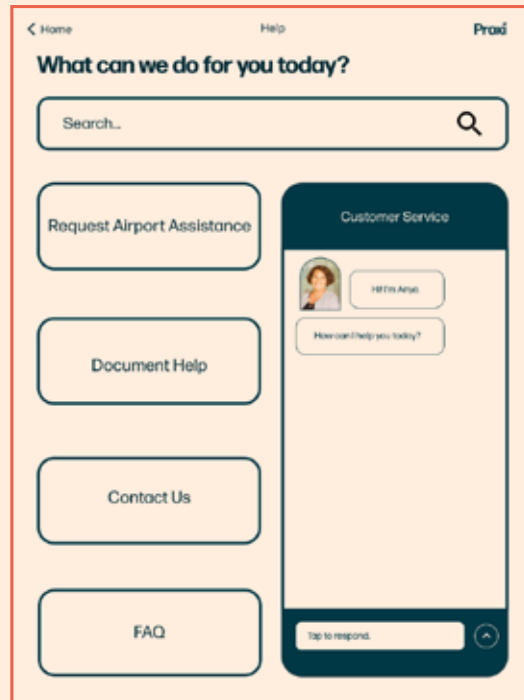 Home
Help
Proxi
What can we do for you today?
Search...
Request Airport Assistance
Document Help
Contact Us
FAQ
Customer Service
Hi! I'm Anya.
How can I help you today?
Tap to respond.